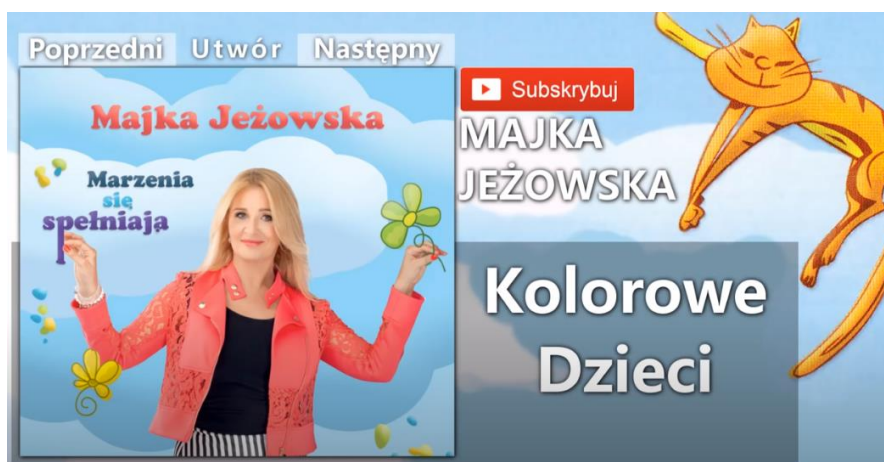 Poprzedni Utwór Następny
Majka Jeżowska
Marzenia
się
spełniają
Subskrybuj
MAJKA
JEŻOWSKA
Kolorowe
Dzieci